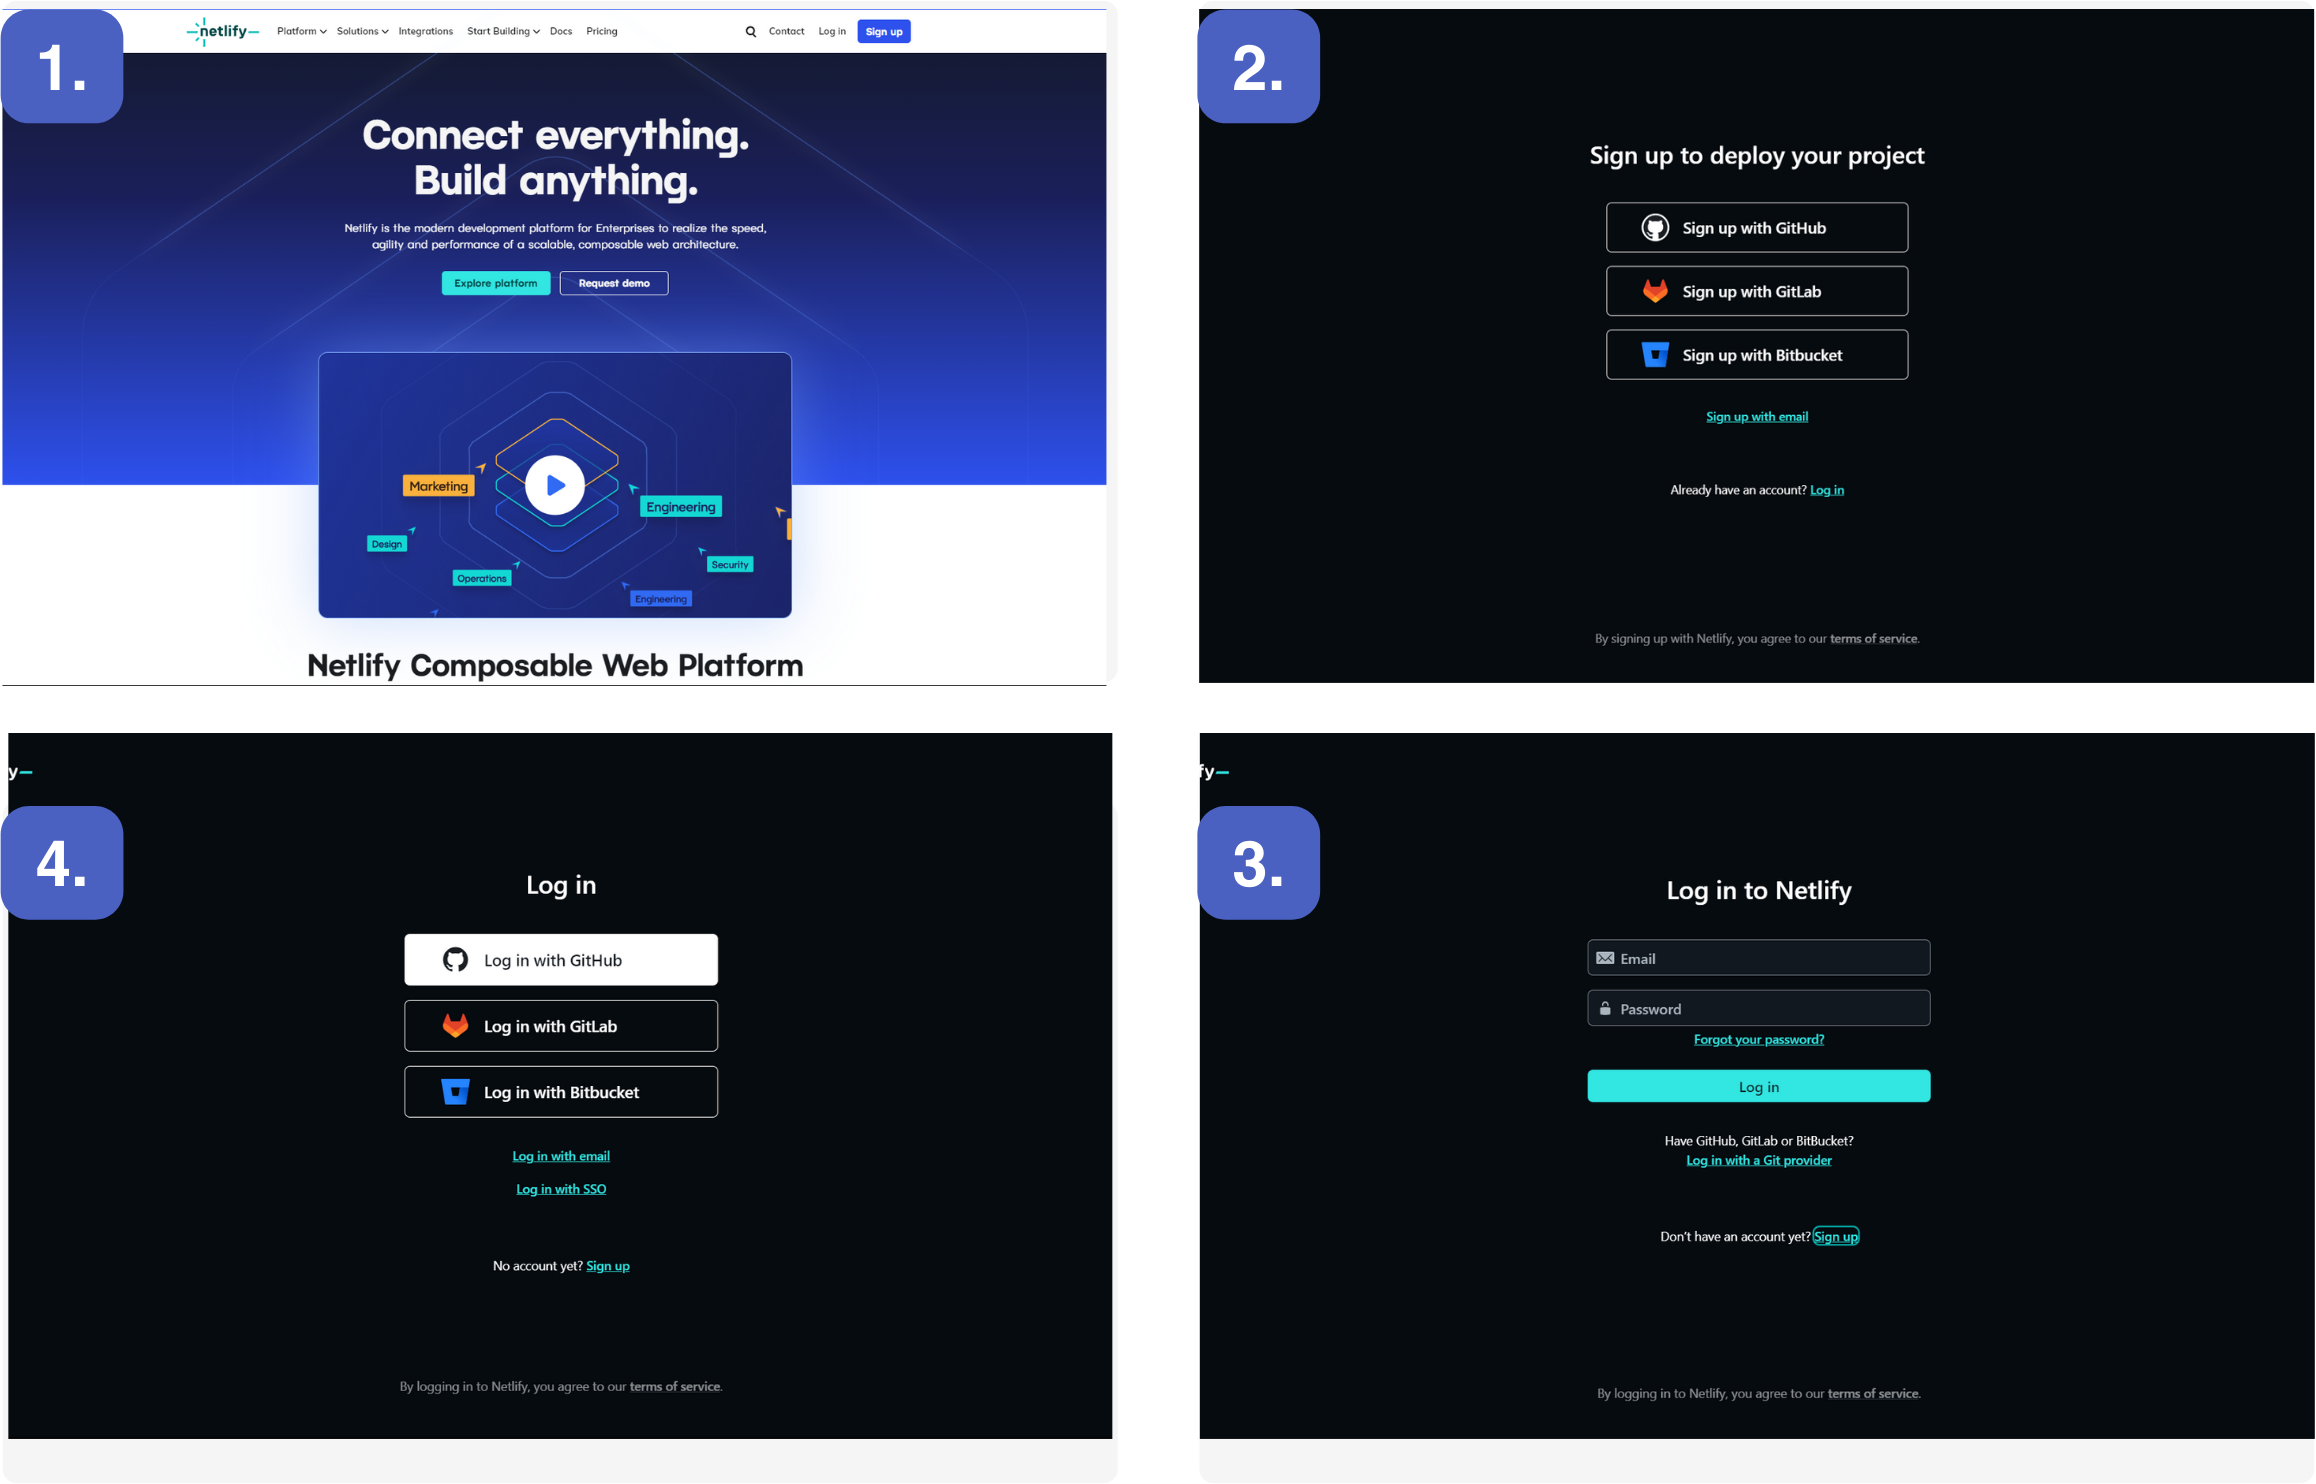 1.
netlify
Platform Solutions Integrations Start Building Docs Pricing
Contact Log in Sign up
Connect everything.
Build anything.
Netlify is the modern development platform for Enterprises to realize the speed,
agility and performance of a scalable, composable web architecture.
Explore platform
Request demo
Marketing
Engineering
Design
Security
Operations
Engineering
Netlify Composable Web Platform
2.
Sign up to deploy your project
Sign up with GitHub
Sign up with GitLab
Sign up with Bitbucket
Sign up with email
Already have an account? Log in
By signing up with Netlify, you agree to our terms of service.
fy
3.
Log in to Netlify
Email
Password
Forgot your password?
Log in
Have GitHub, GitLab or BitBucket?
Log in with a Git provider
Don't have an account yet? Sign up
By logging in to Netlify, you agree to our terms of service.
y
4.
Log in
Log in with GitHub
Log in with GitLab
Log in with Bitbucket
Log in with email
Log in with SSO
No account yet? Sign up
By logging in to Netlify, you agree to our terms of service.